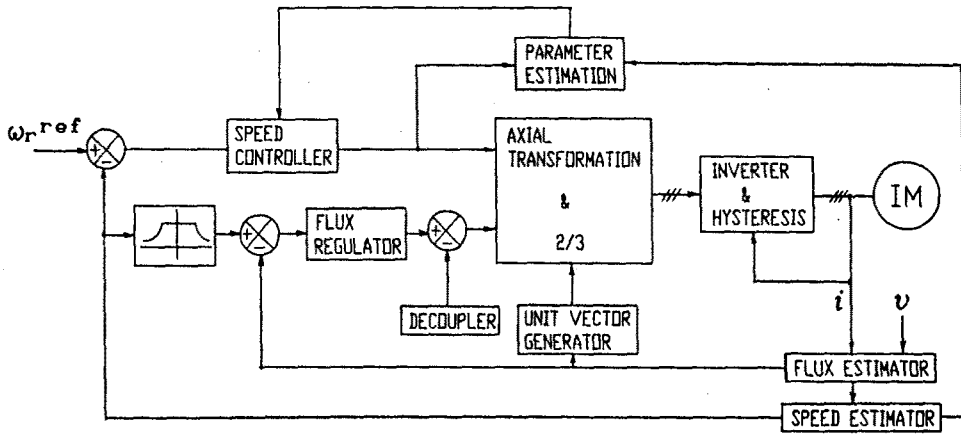 PARAMETER
ESTIMATION
ωr ref
+
−
SPEED
CONTROLLER
AXIAL
TRANSFORMATION
&
2/3
INVERTER
&
HYSTERESIS
IM
+
−
FLUX
REGULATOR
+
−
DECOUPLER
UNIT VECTOR
GENERATOR
i
υ
FLUX ESTIMATOR
SPEED ESTIMATOR